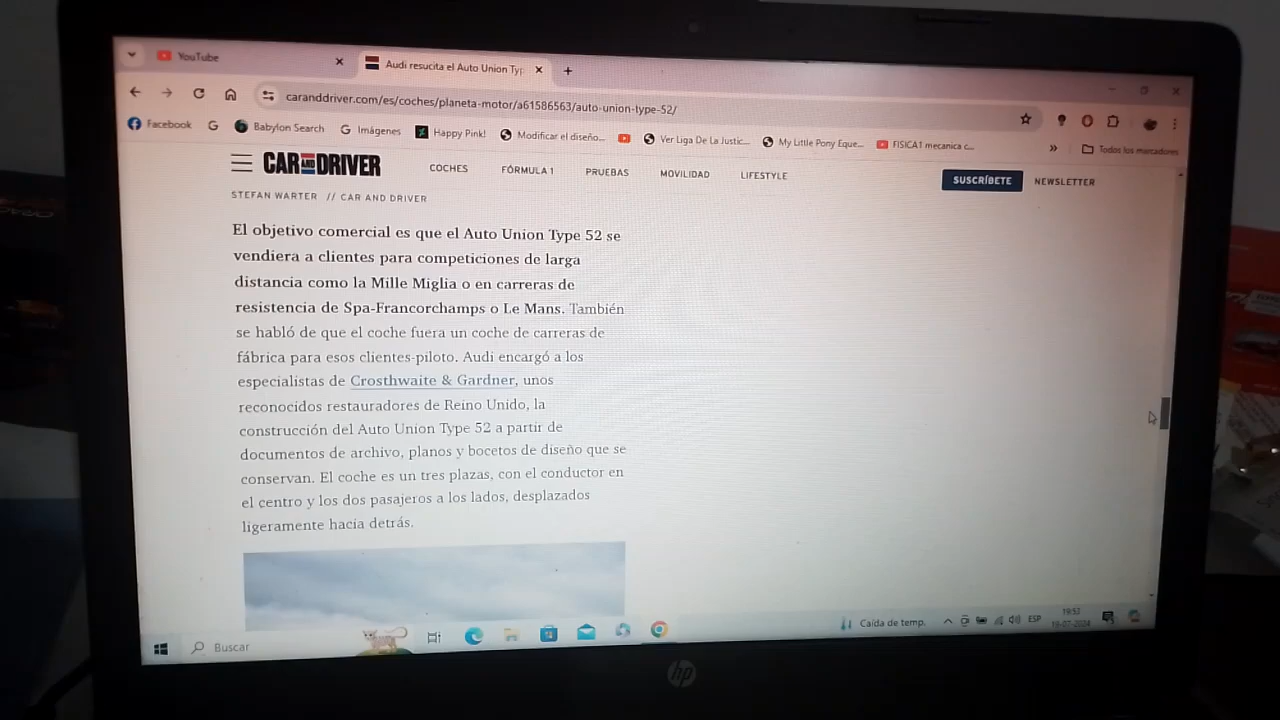 YouTube
Audi resucita el Auto Union Typ
caranddriver.com/es/coches/planeta-motor/a61586563/auto-union-type-52/
Facebook
Babylon Search
Imágenes
Happy Pink!
Modificar el diseño...
Ver Liga De La Justic...
My Little Pony Eque...
FISICA1 mecanica c...
Todos los marcadores
CAR AND DRIVER
COCHES
FÓRMULA 1
PRUEBAS
MOVILIDAD
LIFESTYLE
SUSCRÍBETE
NEWSLETTER
STEFAN WARTER // CAR AND DRIVER
El objetivo comercial es que el Auto Union Type 52 se
vendiera a clientes para competiciones de larga
distancia como la Mille Miglia o en carreras de
resistencia de Spa-Francorchamps o Le Mans. También
se habló de que el coche fuera un coche de carreras de
fábrica para esos clientes-piloto. Audi encargó a los
especialistas de Crosthwaite & Gardner, unos
reconocidos restauradores de Reino Unido, la
construcción del Auto Union Type 52 a partir de
documentos de archivo, planos y bocetos de diseño que se
conservan. El coche es un tres plazas, con el conductor en
el centro y los dos pasajeros a los lados, desplazados
ligeramente hacia detrás.
Buscar
Caída de temp.
ESP
19:53
19-07-2024
hp